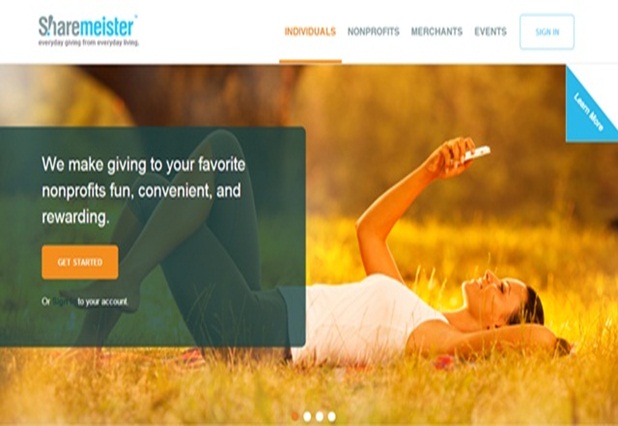 Sharemeister
everyday giving from everyday living.
INDIVIDUALS NONPROFITS MERCHANTS EVENTS SIGN IN
Learn More
We make giving to your favorite
nonprofits fun, convenient, and
rewarding.
GET STARTED
Or to your account